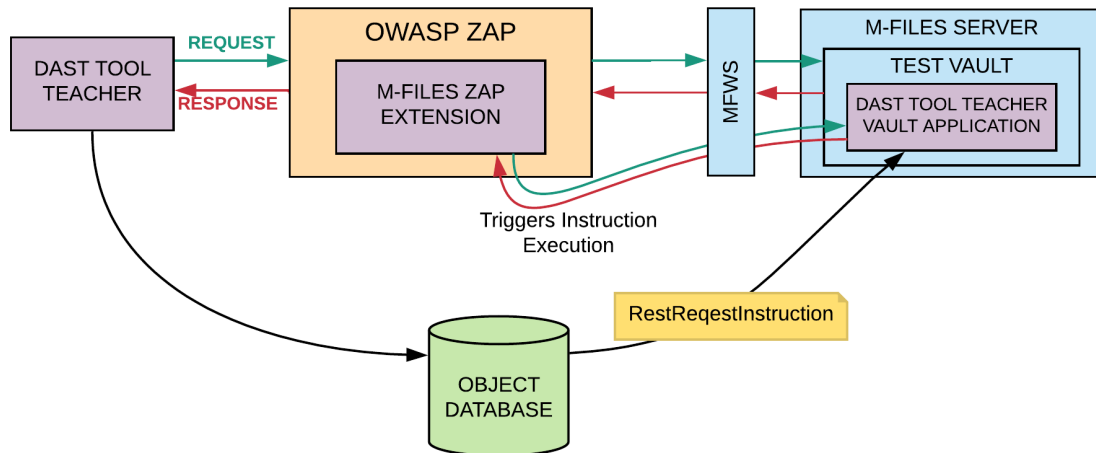 DAST TOOL
TEACHER
REQUEST
RESPONSE
OWASP ZAP
M-FILES ZAP
EXTENSION
MFWS
M-FILES SERVER
TEST VAULT
DAST TOOL TEACHER
VAULT APPLICATION
Triggers Instruction
Execution
RestReqestInstruction
OBJECT
DATABASE